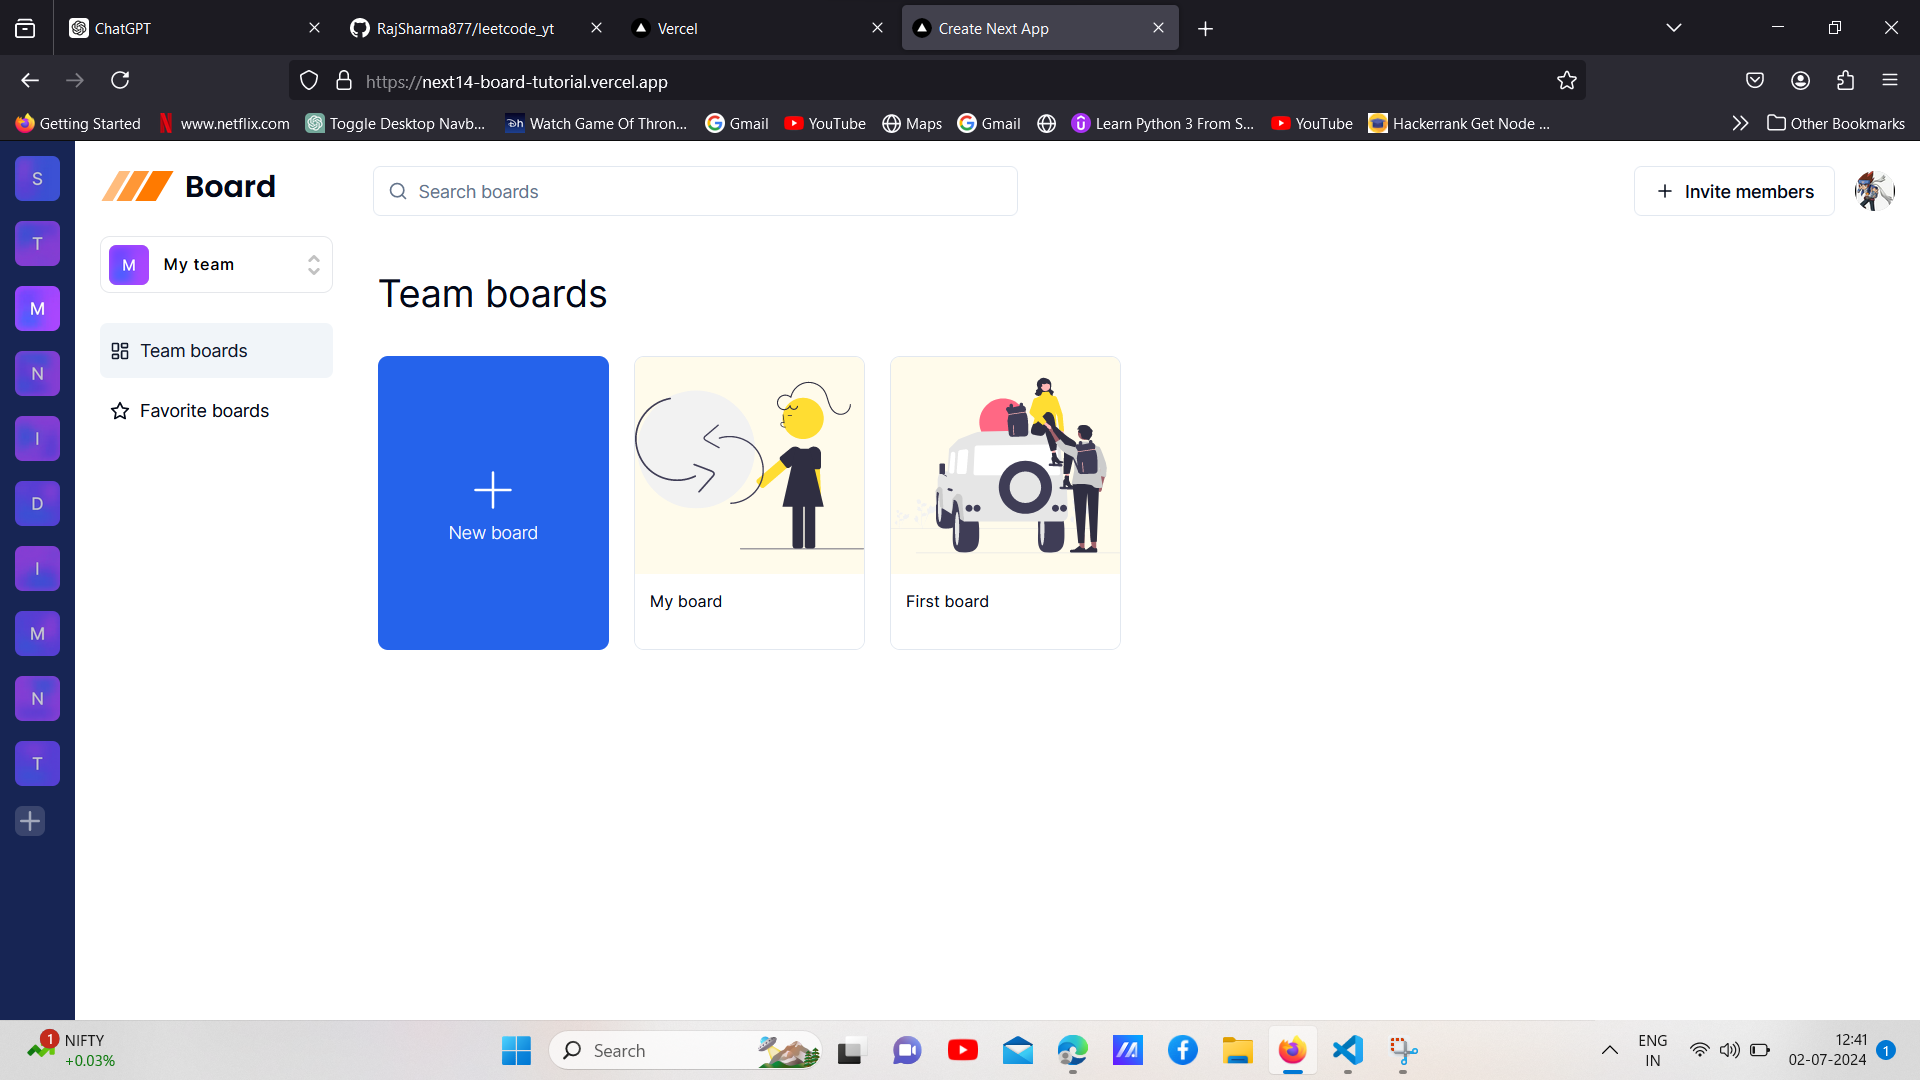 ChatGPT
RajSharma877/leetcode_yt
Vercel
Create Next App
https://next14-board-tutorial.vercel.app
Getting Started
www.netflix.com
Toggle Desktop Navb...
Watch Game Of Thron...
Gmail
YouTube
Maps
Gmail
Learn Python 3 From S...
YouTube
Hackerrank Get Node ...
Other Bookmarks
S
T
M
N
I
D
I
M
N
T
Board
Search boards
Invite members
M
My team
Team boards
Favorite boards
Team boards
New board
My board
First board
1
NIFTY
+0.03%
Search
ENG
IN
12:41
02-07-2024
1